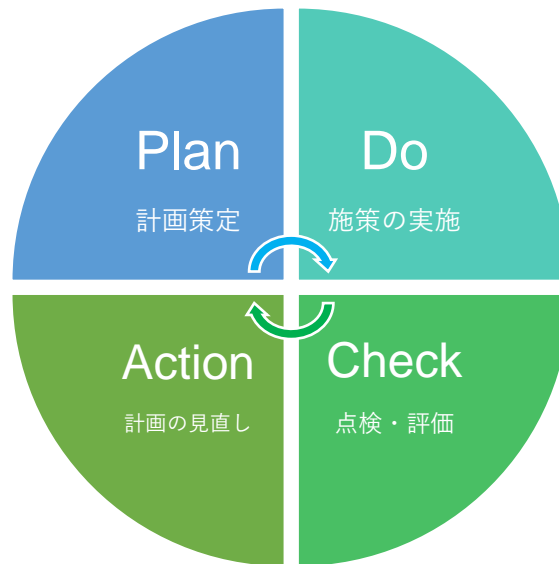 Plan
計画策定
Do
施策の実施
Action
計画の見直し
Check
点検・評価